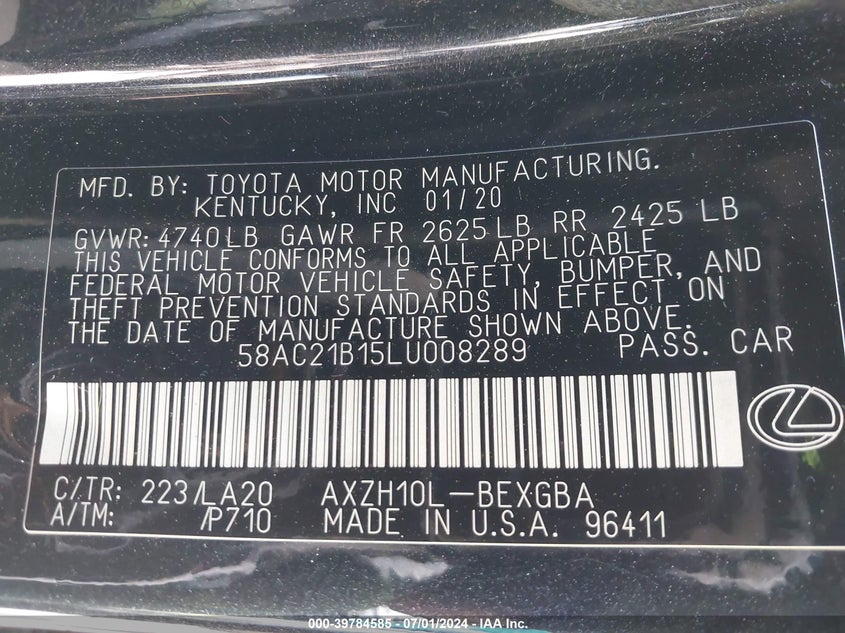 MFD. BY: TOYOTA MOTOR MANUFACTURING.
KENTUCKY, INC 01/20
GVWR: 4740LB GAWR FR 2625LB RR 2425 LB
THIS VEHICLE CONFORMS TO ALL APPLICABLE
FEDERAL MOTOR VEHICLE SAFETY, BUMPER, AND
THEFT PREVENTION STANDARDS IN EFFECT ON
THE DATE OF MANUFACTURE SHOWN ABOVE.
58AC21B15LU008289 PASS. CAR
C/TR: 223/LA20 AXZH10L-BEXGBA
A/TM: /P710 MADE IN U.S.A. 96411
000-39784585 - 07/01/2024 - IAA Inc.